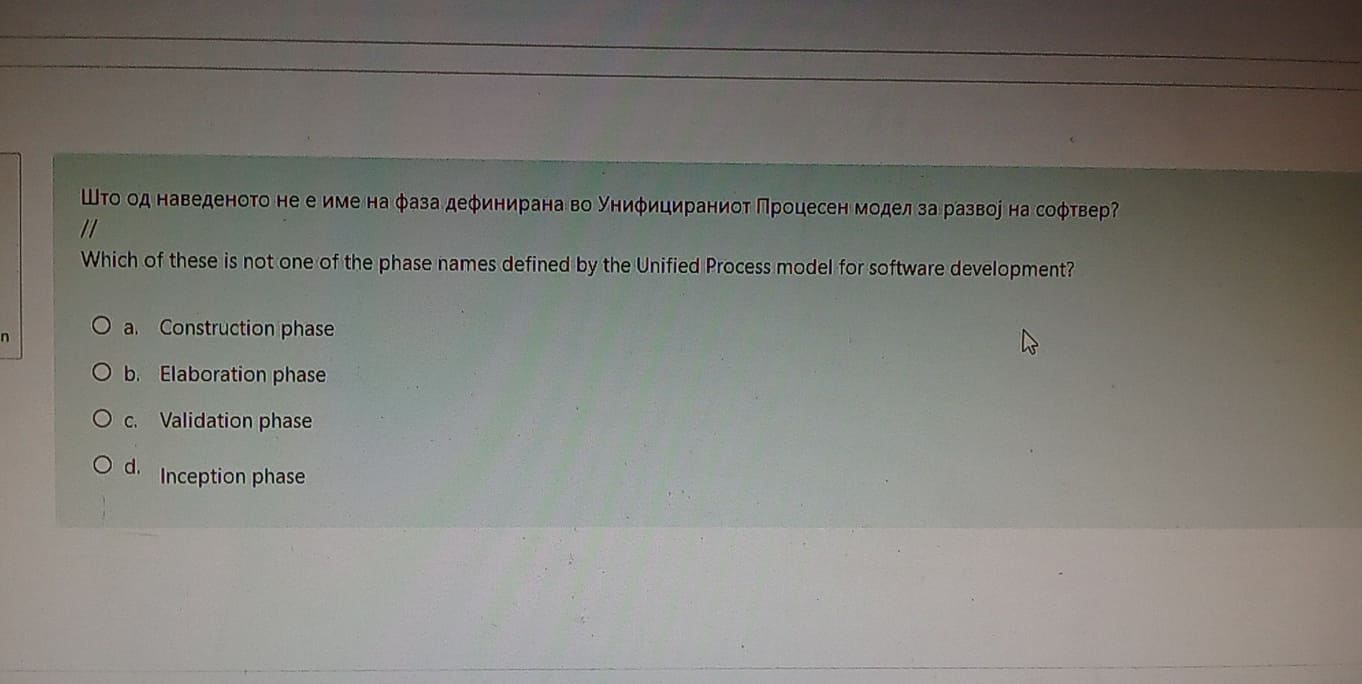 Што од наведеното не е име на фаза дефинирана во Унифицираниот Процесен модел за развој на софтвер?
//
Which of these is not one of the phase names defined by the Unified Process model for software development?
a. Construction phase
b. Elaboration phase
c. Validation phase
d. Inception phase
n